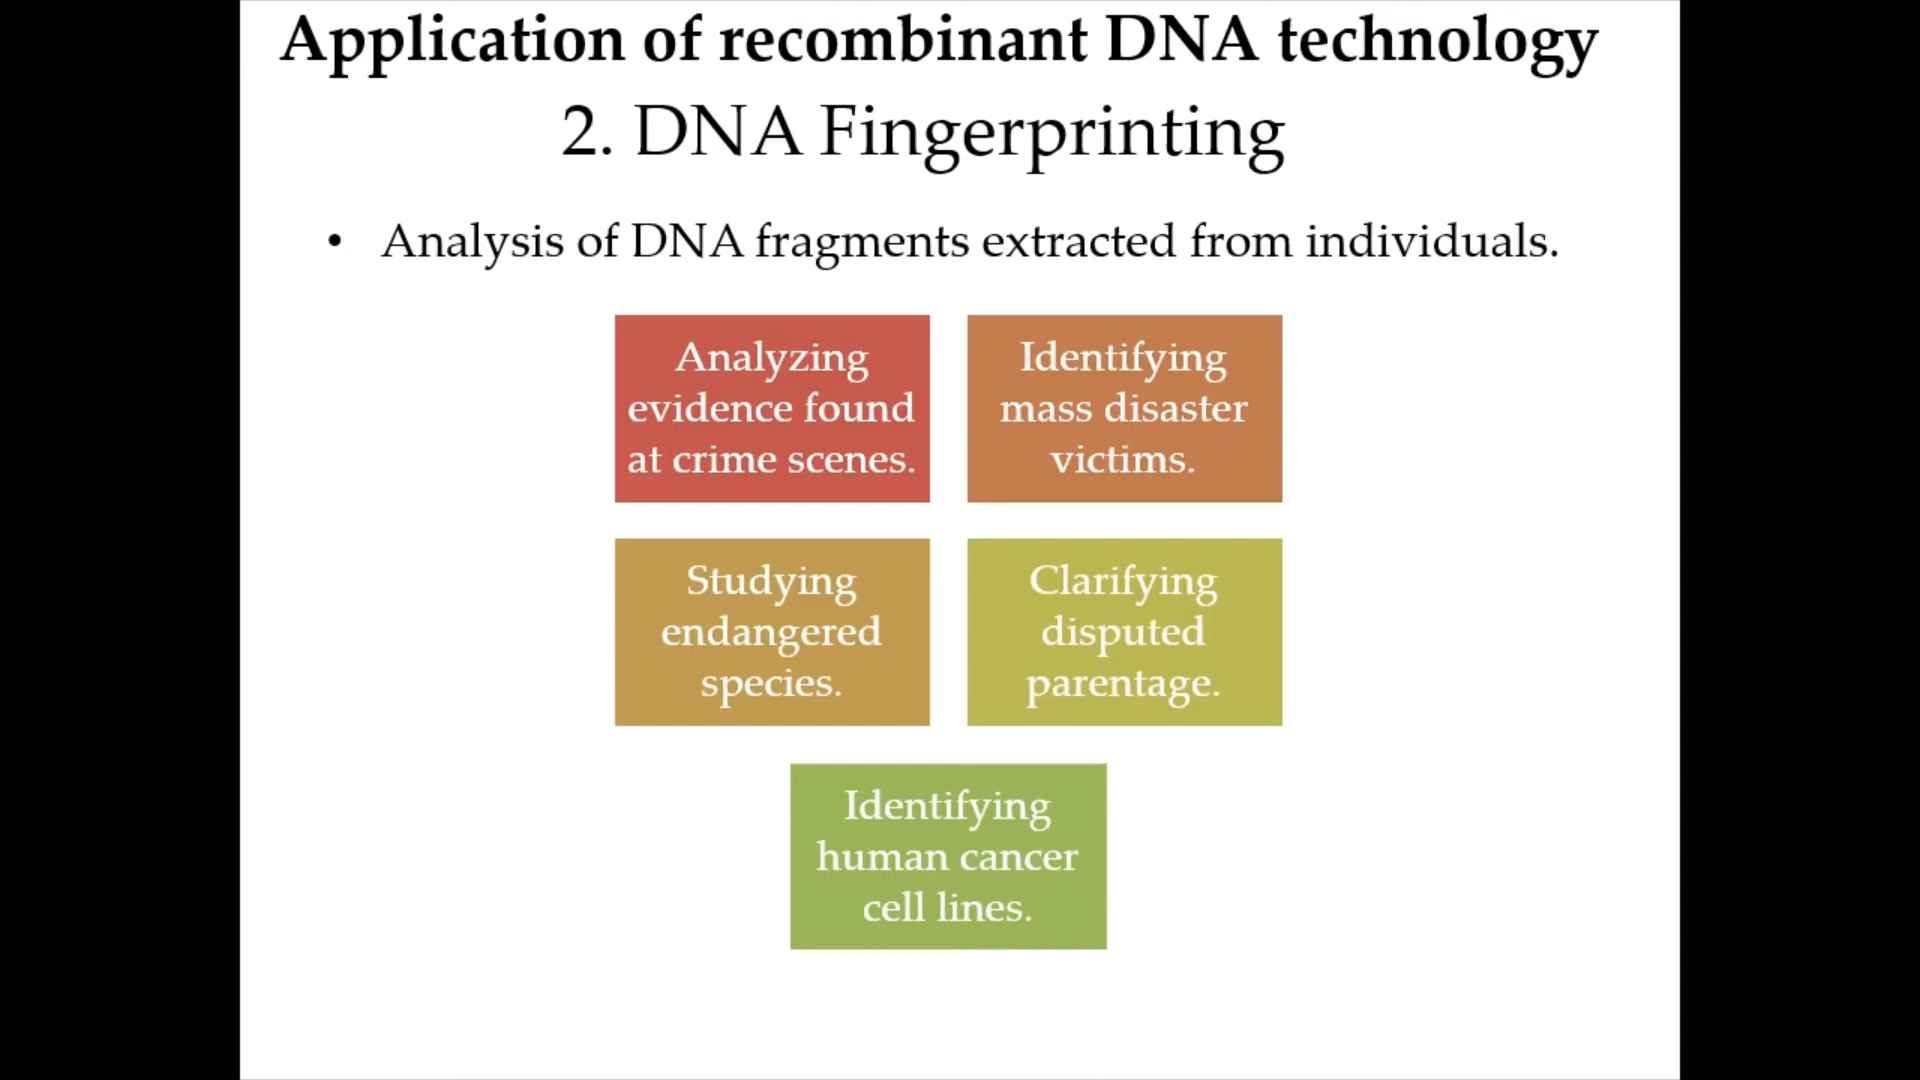 Application of recombinant DNA technology
2. DNA Fingerprinting
• Analysis of DNA fragments extracted from individuals.
Analyzing
evidence found
at crime scenes.
Identifying
mass disaster
victims.
Studying
endangered
species.
Clarifying
disputed
parentage.
Identifying
human cancer
cell lines.